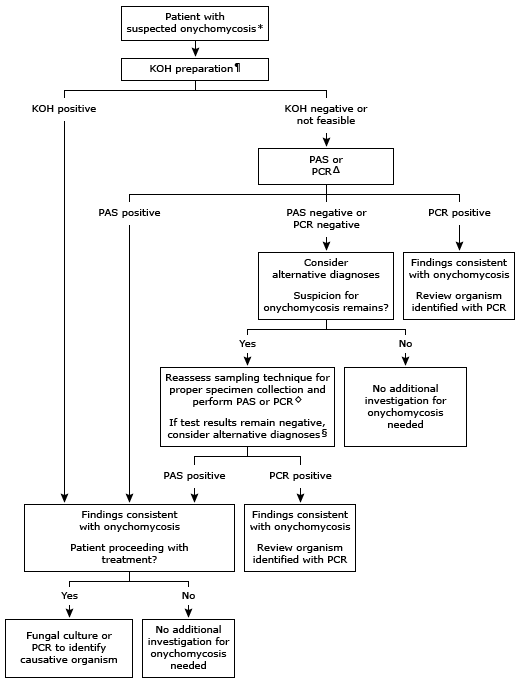 Patient with
suspected onychomycosis*
KOH preparation¶
KOH positive
KOH negative or
not feasible
PAS or
PCRΔ
PAS positive
PAS negative or
PCR negative
PCR positive
Consider
alternative diagnoses
Suspicion for
onychomycosis remains?
Findings consistent
with onychomycosis
Review organism
identified with PCR
Yes
No
Reassess sampling technique for
proper specimen collection and
perform PAS or PCR◊
If test results remain negative,
consider alternative diagnoses§
No additional
investigation for
onychomycosis
needed
PAS positive
PCR positive
Findings consistent
with onychomycosis
Patient proceeding with
treatment?
Findings consistent
with onychomycosis
Review organism
identified with PCR
Yes
No
Fungal culture or
PCR to identify
causative organism
No additional
investigation for
onychomycosis
needed